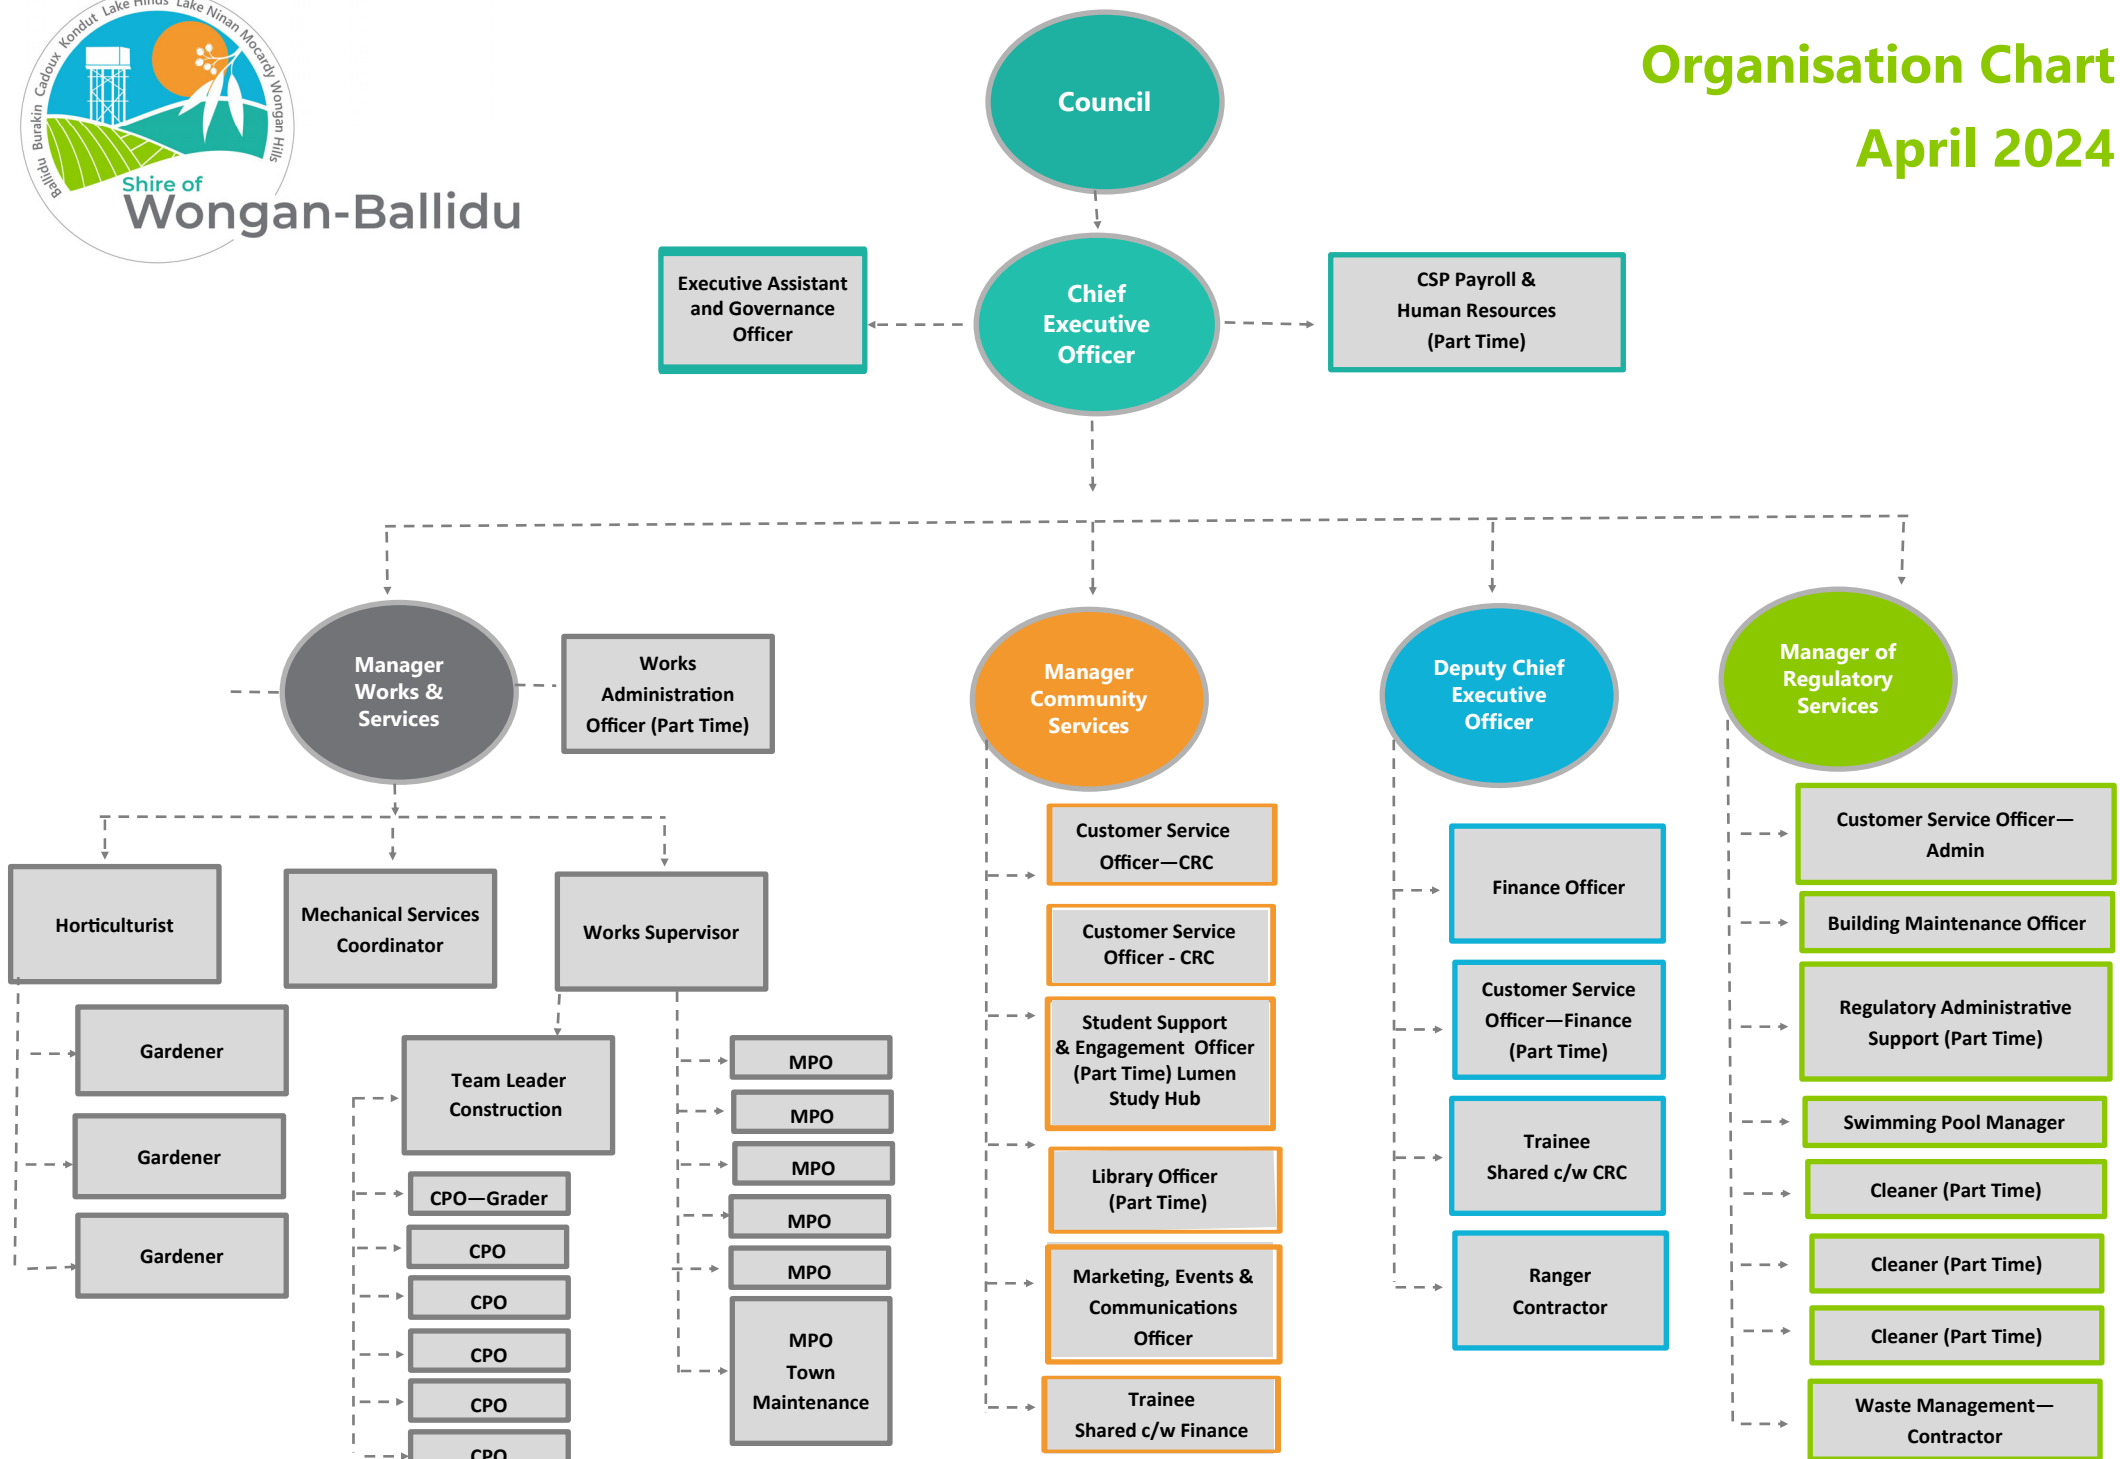 Ballidu Burakin Cadoux Kondut Lake Hinds Lake Ninan Mocardy Wongan Hills
Shire of
Wongan-Ballidu
Organisation Chart
April 2024
Council
Executive Assistant
and Governance
Officer
Chief
Executive
Officer
CSP Payroll &
Human Resources
(Part Time)
Manager
Works &
Services
Works
Administration
Officer (Part Time)
Manager
Community
Services
Deputy Chief
Executive
Officer
Manager of
Regulatory
Services
Horticulturist
Gardener
Gardener
Gardener
Mechanical Services
Coordinator
Works Supervisor
Team Leader
Construction
CPO—Grader
CPO
CPO
CPO
CPO
CPO
MPO
MPO
MPO
MPO
MPO
MPO
Town
Maintenance
Customer Service
Officer—CRC
Customer Service
Officer - CRC
Student Support
& Engagement Officer
(Part Time) Lumen
Study Hub
Library Officer
(Part Time)
Marketing, Events &
Communications
Officer
Trainee
Shared c/w Finance
Finance Officer
Customer Service
Officer—Finance
(Part Time)
Trainee
Shared c/w CRC
Ranger
Contractor
Customer Service Officer—
Admin
Building Maintenance Officer
Regulatory Administrative
Support (Part Time)
Swimming Pool Manager
Cleaner (Part Time)
Cleaner (Part Time)
Cleaner (Part Time)
Waste Management—
Contractor